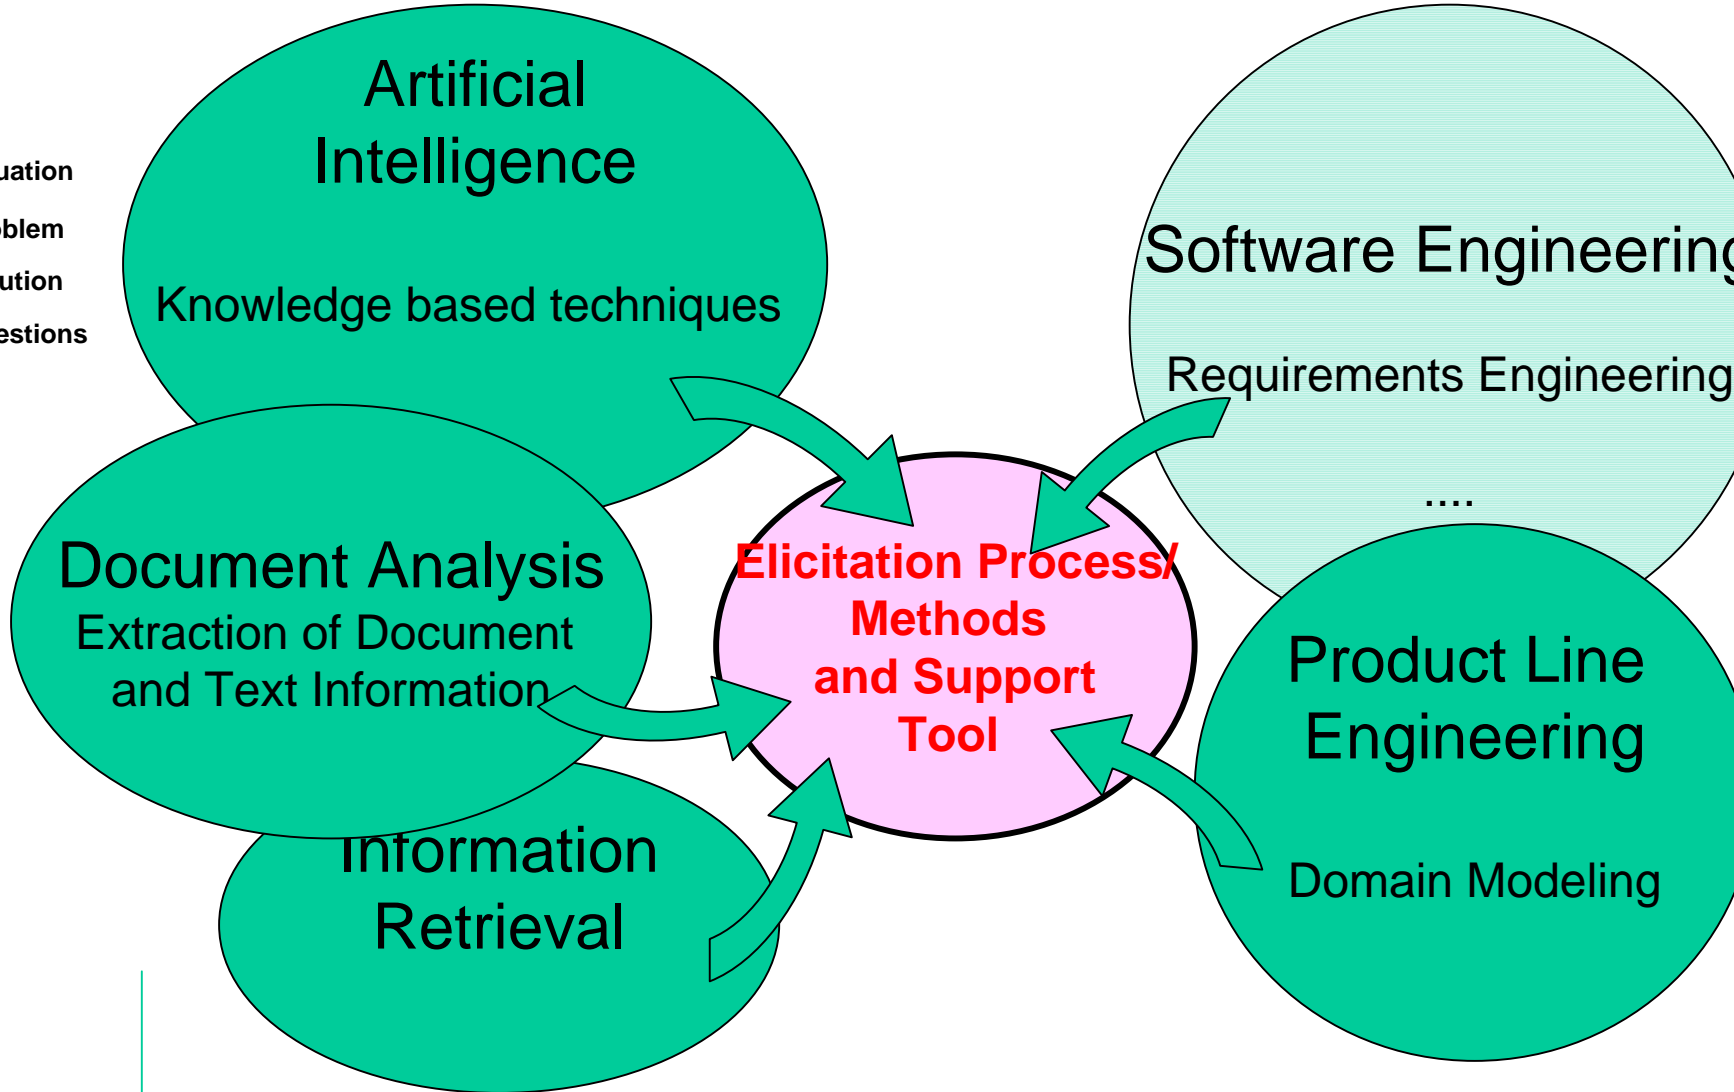 Artificial
Intelligence
Knowledge based techniques
Software Engineering
Requirements Engineering
....
Document Analysis
Extraction of Document
and Text Information
Elicitation Process/
Methods
and Support
Tool
Product Line
Engineering
Domain Modeling
Information
Retrieval
uation
oblem
ution
estions